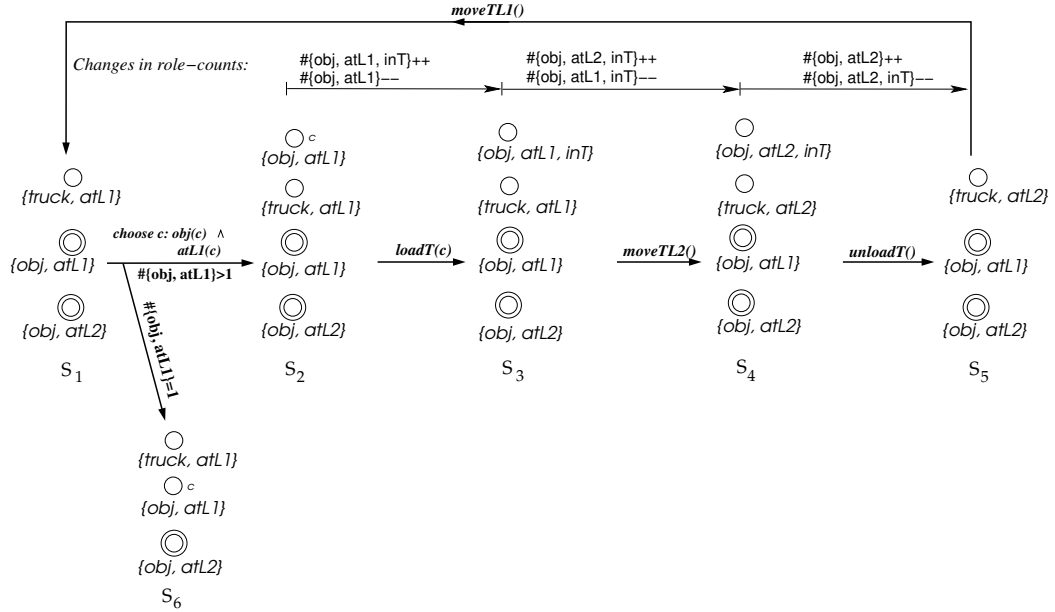 moveTL1()
Changes in role−counts:
#{obj, atL1, inT}++
#{obj, atL1}−−
#{obj, atL2, inT}++
#{obj, atL1, inT}−−
#{obj, atL2}++
#{obj, atL2, inT}−−
{truck, atL1}
{obj, atL1}
{obj, atL2}
S1
choose c: obj(c) ^
atL1(c)
#{obj, atL1}>1
#{obj, atL1}=1
c
{obj, atL1}
{truck, atL1}
{obj, atL1}
{obj, atL2}
S2
loadT(c)
{obj, atL1, inT}
{truck, atL1}
{obj, atL1}
{obj, atL2}
S3
moveTL2()
{obj, atL2, inT}
{truck, atL2}
{obj, atL1}
{obj, atL2}
S4
unloadT()
{truck, atL2}
{obj, atL1}
{obj, atL2}
S5
{truck, atL1}
c
{obj, atL1}
{obj, atL2}
S6